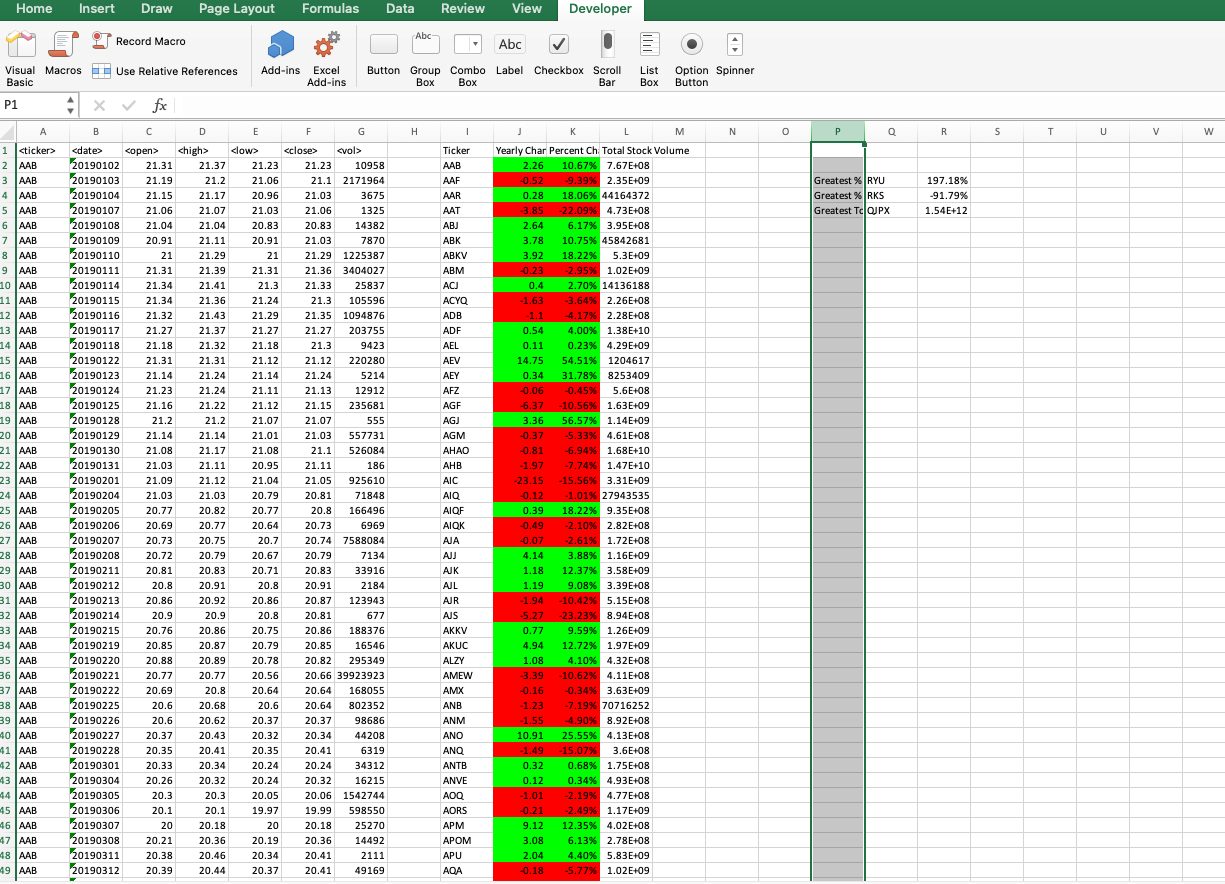 Home Insert Draw Page Layout Formulas Data Review View Developer
Visual Basic Macros Record Macro Use Relative References Add-ins Excel Add-ins Button Abc Group Box Combo Box Abc Label Checkbox Scroll Bar List Box Option Button Spinner
P1 fx
A B C D E F G H I J K L M N O P Q R S T U V W
1 <ticker> <date> <open> <high> <low> <close> <vol> Ticker Yearly Char Percent Ch Total Stock Volume
2 AAB 20190102 21.31 21.37 21.23 21.23 10958 AAB 2.26 10.67% 7.67E+08
3 AAB 20190103 21.19 21.2 21.06 21.1 2171964 AAF -0.52 -9.39% 2.35E+09 Greatest % RYU 197.18%
4 AAB 20190104 21.15 21.17 20.96 21.03 3675 AAR 0.28 18.06% 44164372 Greatest % RKS -91.79%
5 AAB 20190107 21.06 21.07 21.03 21.06 1325 AAT -3.85 -22.09% 4.73E+08 Greatest To QJPX 1.54E+12
6 AAB 20190108 21.04 21.04 20.83 20.83 14382 ABJ 2.64 6.17% 3.95E+08
7 AAB 20190109 20.91 21.11 20.91 21.03 7870 ABK 3.78 10.75% 45842681
8 AAB 20190110 21 21.29 21 21.29 1225387 ABKV 3.92 18.22% 5.3E+09
9 AAB 20190111 21.31 21.39 21.31 21.36 3404027 ABM -0.23 -2.95% 1.02E+09
10 AAB 20190114 21.34 21.41 21.3 21.33 25837 ACJ 0.4 2.70% 14136188
11 AAB 20190115 21.34 21.36 21.24 21.3 105596 ACYQ -1.63 -3.64% 2.26E+08
12 AAB 20190116 21.32 21.43 21.29 21.35 1094876 ADB -1.1 -4.17% 2.28E+08
13 AAB 20190117 21.27 21.37 21.27 21.27 203755 ADF 0.54 4.00% 1.38E+10
14 AAB 20190118 21.18 21.32 21.18 21.3 9423 AEL 0.11 0.23% 4.29E+09
15 AAB 20190122 21.31 21.31 21.12 21.12 220280 AEV 14.75 54.51% 1204617
16 AAB 20190123 21.14 21.24 21.14 21.24 5214 AEY 0.34 31.78% 8253409
17 AAB 20190124 21.23 21.24 21.11 21.13 12912 AFZ -0.06 -0.45% 5.6E+08
18 AAB 20190125 21.16 21.22 21.12 21.15 235681 AGF -6.37 -10.56% 1.63E+09
19 AAB 20190128 21.2 21.2 21.07 21.07 555 AGJ 3.36 56.57% 1.14E+09
20 AAB 20190129 21.14 21.14 21.01 21.03 557731 AGM -0.37 -5.33% 4.61E+08
21 AAB 20190130 21.08 21.17 21.08 21.1 526084 AHAO -0.81 -6.94% 1.68E+10
22 AAB 20190131 21.03 21.11 20.95 21.11 186 AHB -1.97 -7.74% 1.47E+10
23 AAB 20190201 21.09 21.12 21.04 21.05 925610 AIC -23.15 -15.56% 3.31E+09
24 AAB 20190204 21.03 21.03 20.79 20.81 71848 AIQ -0.12 -1.01% 27943535
25 AAB 20190205 20.77 20.82 20.77 20.8 166496 AIQF 0.39 18.22% 9.35E+08
26 AAB 20190206 20.69 20.77 20.64 20.73 6969 AIQK -0.49 -2.10% 2.82E+08
27 AAB 20190207 20.73 20.75 20.7 20.74 7588084 AJA -0.07 -2.61% 1.72E+08
28 AAB 20190208 20.72 20.79 20.67 20.79 7134 AJJ 4.14 3.88% 1.16E+09
29 AAB 20190211 20.81 20.83 20.71 20.83 33916 AJK 1.18 12.37% 3.58E+09
30 AAB 20190212 20.8 20.91 20.8 20.91 2184 AJL 1.19 9.08% 3.39E+08
31 AAB 20190213 20.86 20.92 20.86 20.87 123943 AJR -1.94 -10.42% 5.15E+08
32 AAB 20190214 20.9 20.9 20.8 20.81 677 AJS -5.27 -23.23% 8.94E+08
33 AAB 20190215 20.76 20.86 20.75 20.86 188376 AKKV 0.77 9.59% 1.26E+09
34 AAB 20190219 20.85 20.87 20.79 20.85 16546 AKUC 4.94 12.72% 1.97E+09
35 AAB 20190220 20.88 20.89 20.78 20.82 295349 ALZY 1.08 4.10% 4.32E+08
36 AAB 20190221 20.77 20.77 20.56 20.66 39923923 AMEW -3.39 -10.62% 4.11E+08
37 AAB 20190222 20.69 20.8 20.64 20.64 168055 AMX -0.16 -0.34% 3.63E+09
38 AAB 20190225 20.6 20.68 20.6 20.64 802352 ANB -1.23 -7.19% 70716252
39 AAB 20190226 20.6 20.62 20.37 20.37 98686 ANM -1.55 -4.90% 8.92E+08
40 AAB 20190227 20.37 20.43 20.32 20.34 44208 ANO 10.91 25.55% 4.13E+08
41 AAB 20190228 20.35 20.41 20.35 20.41 6319 ANQ -1.49 -15.07% 3.6E+08
42 AAB 20190301 20.33 20.34 20.24 20.24 34312 ANTB 0.32 0.68% 1.75E+08
43 AAB 20190304 20.26 20.32 20.24 20.32 16215 ANVE 0.12 0.34% 4.93E+08
44 AAB 20190305 20.3 20.3 20.05 20.06 1542744 AOQ -1.01 -2.19% 4.77E+08
45 AAB 20190306 20.1 20.1 19.97 19.99 598550 AORS -0.21 -2.49% 1.17E+09
46 AAB 20190307 20 20.18 20 20.18 25270 APM 9.12 12.35% 4.02E+08
47 AAB 20190308 20.21 20.36 20.19 20.36 14492 APOM 3.08 6.13% 2.78E+08
48 AAB 20190311 20.38 20.46 20.34 20.41 2111 APU 2.04 4.40% 5.83E+09
49 AAB 20190312 20.39 20.44 20.37 20.41 49169 AQA -0.18 -5.77% 1.02E+09